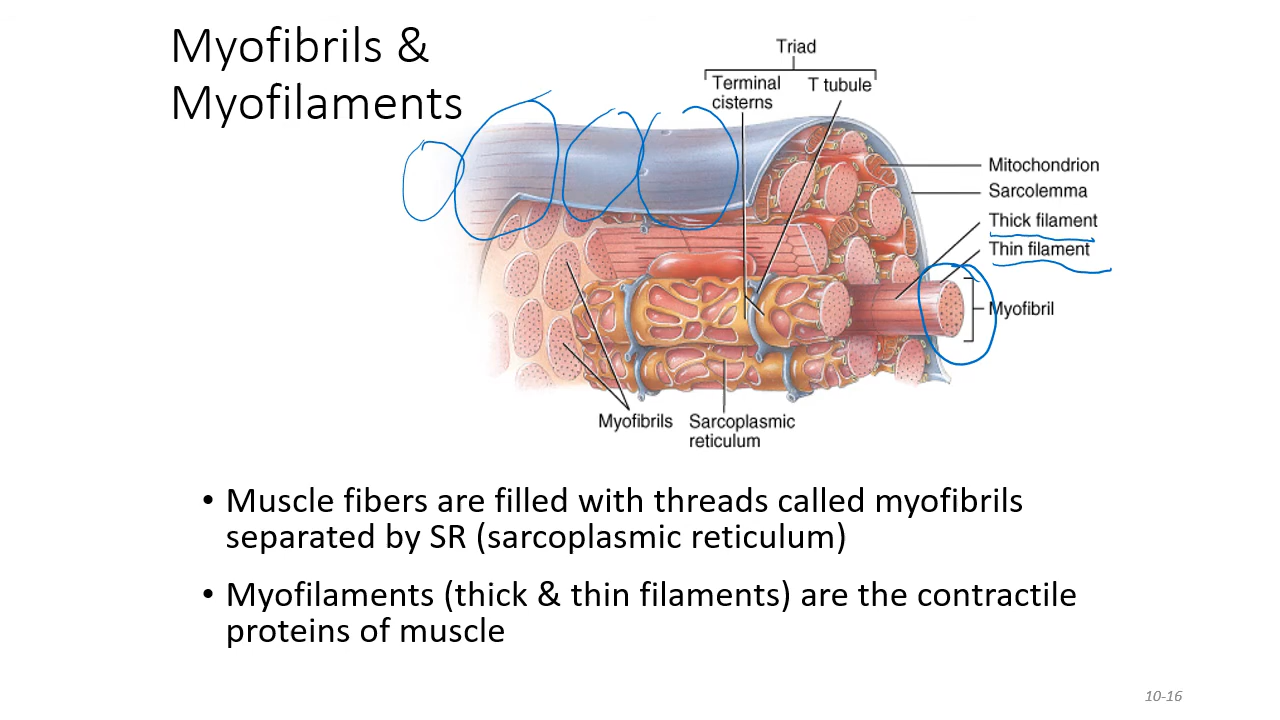 Myofibrils &
Myofilaments
Triad
Terminal
cisterns
T tubule
Mitochondrion
Sarcolemma
Thick filament
Thin filament
Myofibril
Myofibrils
Sarcoplasmic
reticulum
• Muscle fibers are filled with threads called myofibrils
separated by SR (sarcoplasmic reticulum)
• Myofilaments (thick & thin filaments) are the contractile
proteins of muscle
10-16